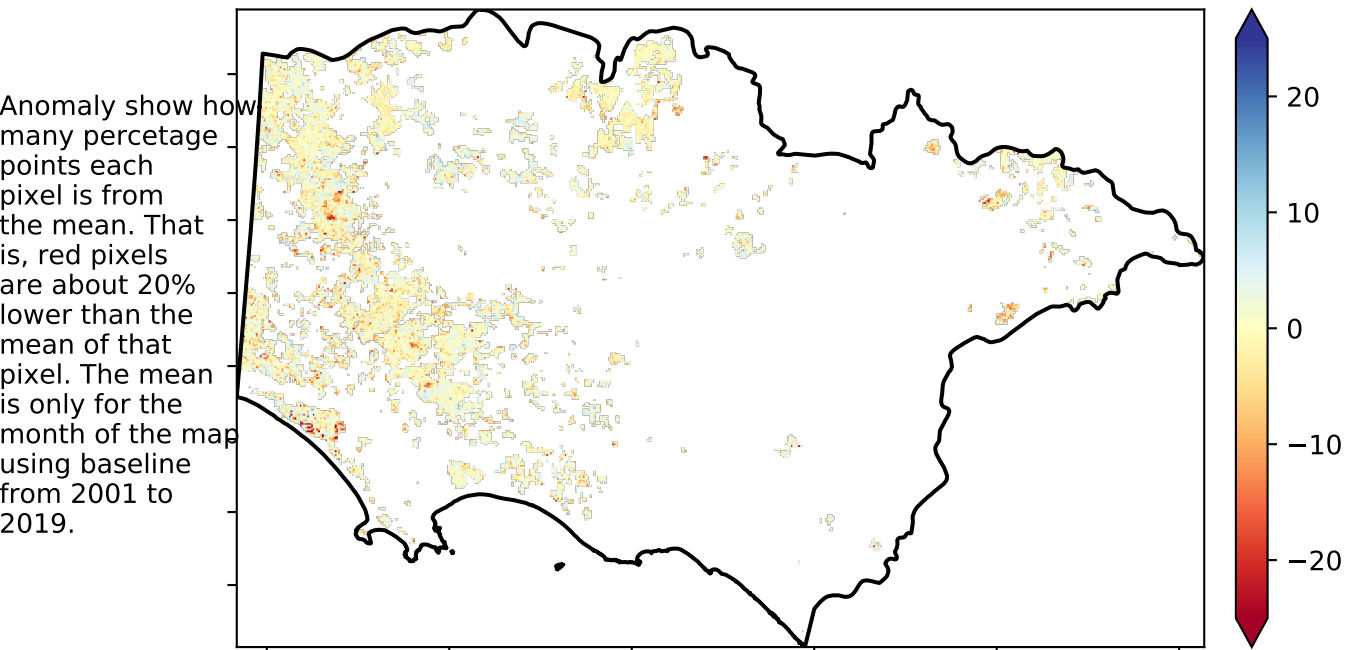 Anomaly show how
many percetage
points each
pixel is from
the mean. That
is, red pixels
are about 20%
lower than the
mean of that
pixel. The mean
is only for the
month of the map
using baseline
from 2001 to
2019.
20
10
0
−10
−20